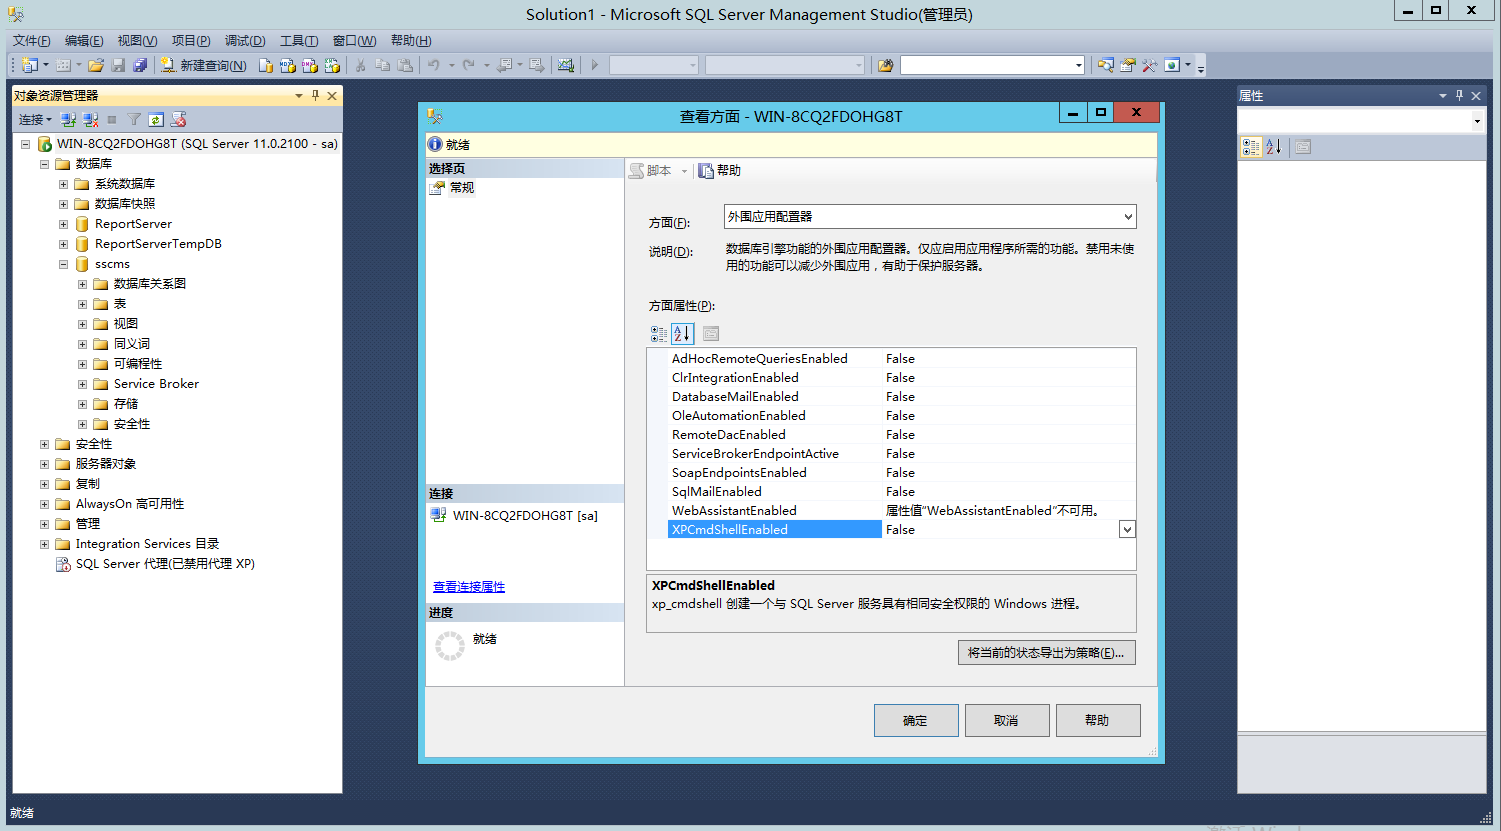 Solution1 - Microsoft SQL Server Management Studio(管理员)
文件(F) 编辑(E) 视图(V) 项目(P) 调试(D) 工具(T) 窗口(W) 帮助(H)
新建查询(N)
对象资源管理器
连接
WIN-8CQ2FDOHG8T (SQL Server 11.0.2100 - sa)
数据库
系统数据库
数据库快照
ReportServer
ReportServerTempDB
sscms
数据库关系图
表
视图
同义词
可编程性
Service Broker
存储
安全性
安全性
服务器对象
复制
AlwaysOn 高可用性
管理
Integration Services 目录
SQL Server 代理(已禁用代理 XP)
查看方面 - WIN-8CQ2FDOHG8T
就绪
选择页
常规
连接
WIN-8CQ2FDOHG8T [sa]
查看连接属性
进度
就绪
脚本 帮助
方面(F): 外围应用配置器
说明(D): 数据库引擎功能的外围应用配置器。仅应启用应用程序所需的功能。禁用未使
用的功能可以减少外围应用，有助于保护服务器。
方面属性(P):
AdHocRemoteQueriesEnabled False
ClrIntegrationEnabled False
DatabaseMailEnabled False
OleAutomationEnabled False
RemoteDacEnabled False
ServiceBrokerEndpointActive False
SoapEndpointsEnabled False
SqlMailEnabled False
WebAssistantEnabled 属性值"WebAssistantEnabled"不可用。
XPCmdShellEnabled False
XPCmdShellEnabled
xp_cmdshell 创建一个与 SQL Server 服务具有相同安全权限的 Windows 进程。
将当前的状态导出为策略(E)...
确定 取消 帮助
属性
就绪